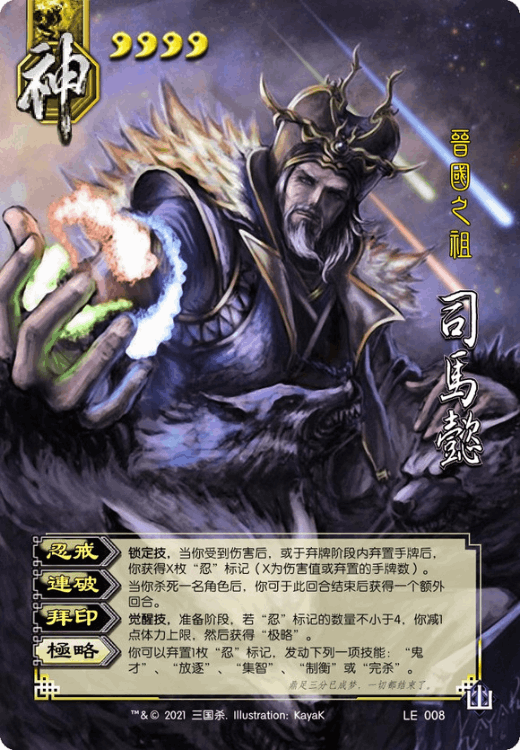 神
晉國之祖
司馬懿
忍戒
锁定技，当你受到伤害后，或于弃牌阶段内弃置手牌后，
你获得X枚“忍”标记（X为伤害值或弃置的手牌数）
連破
当你杀死一名角色后，你可于此回合结束后获得一个额外
回合。
拜印
觉醒技，准备阶段，若“忍”标记的数量不小于4，你减1
点体力上限，然后获得“极略”。
極略
你可以弃置1枚“忍”标记，发动下列一项技能：“鬼
才”、“放逐”、“集智”、“制衡”或“完杀”。
鼎足三分已成梦，一切都结束了。
山
™&© 2021 三国杀. Illustration: KayaK
LE 008